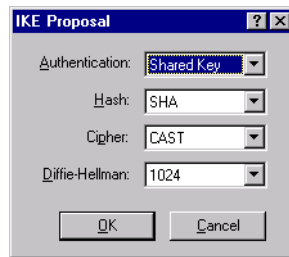 IKE Proposal
Authentication: Shared Key
Hash: SHA
Cipher: CAST
Diffie-Hellman: 1024
OK Cancel